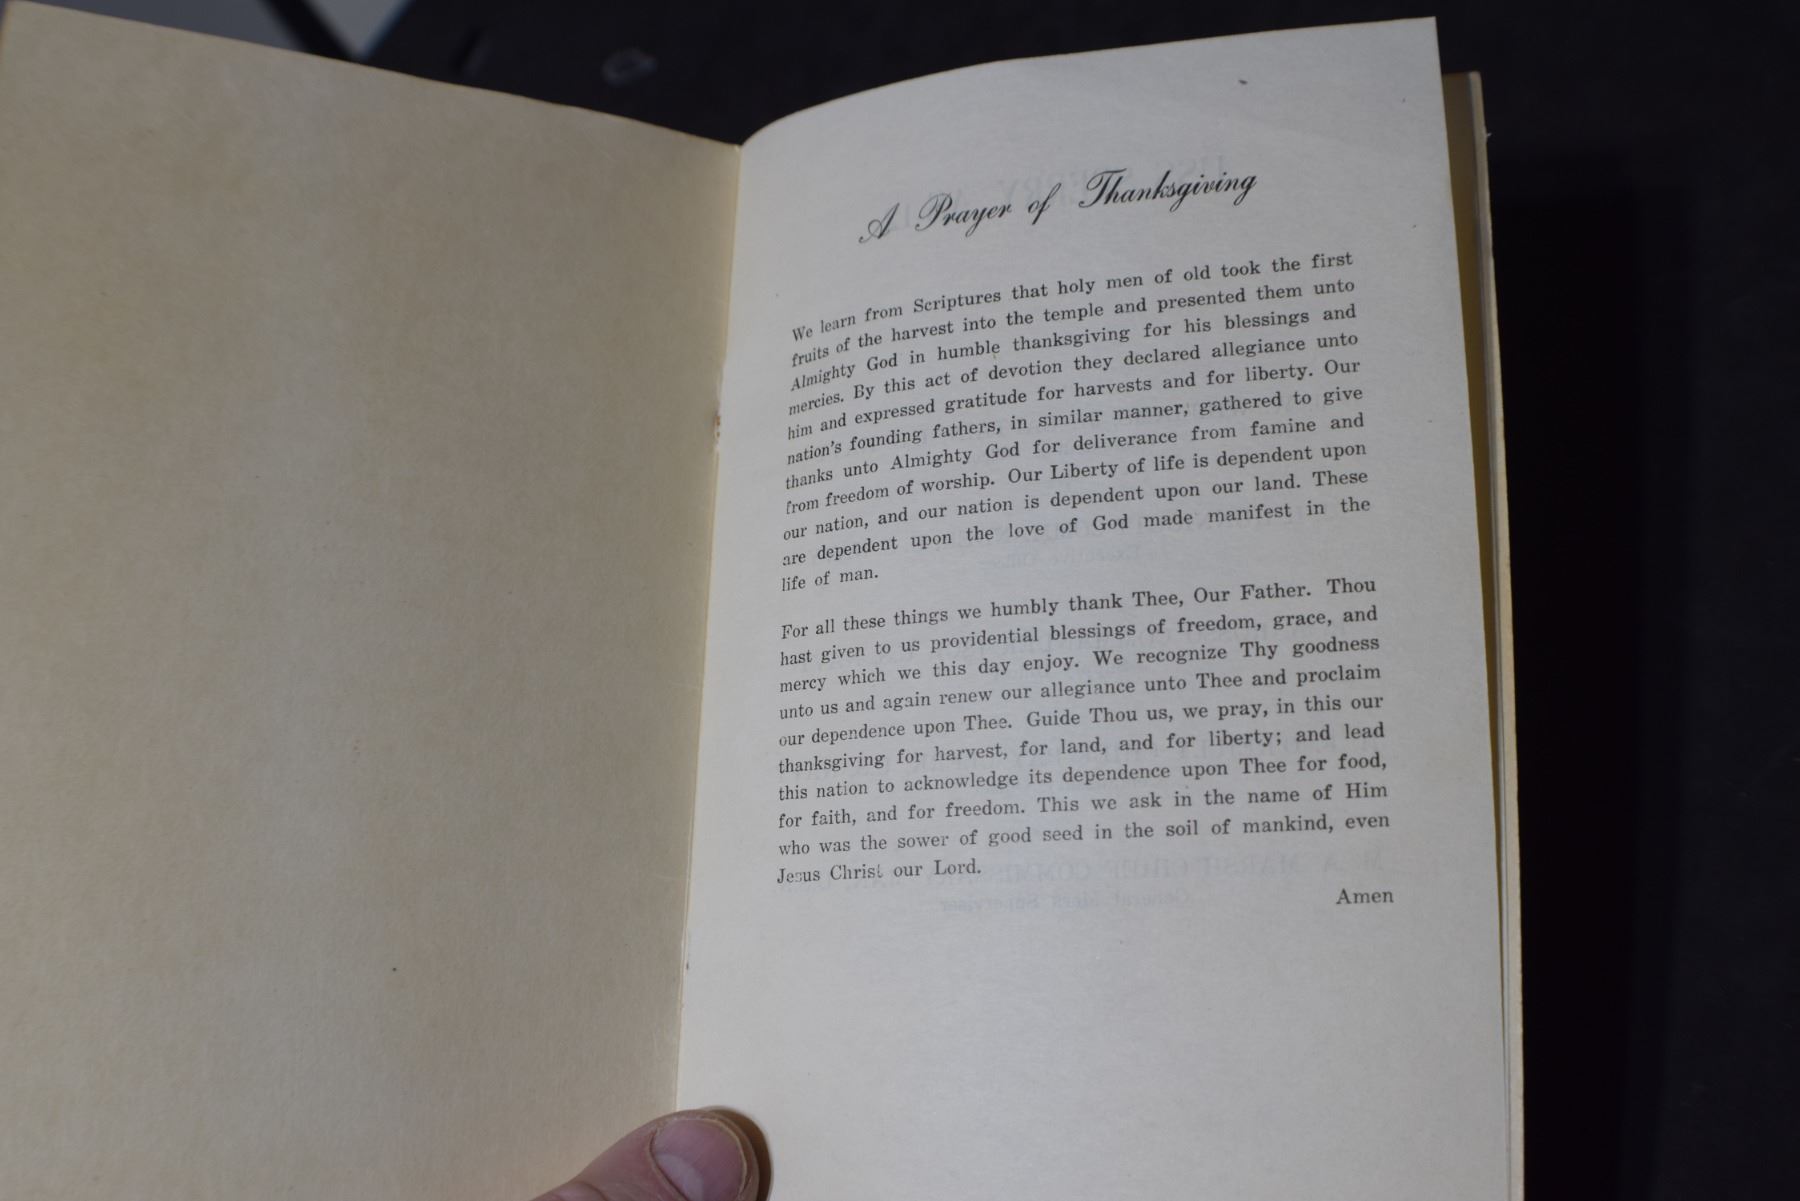 A Prayer of Thanksgiving
We learn from Scriptures that holy men of old took the first
fruits of the harvest into the temple and presented them unto
Almighty God in humble thanksgiving for his blessings and
mercies. By this act of devotion they declared allegiance unto
him and expressed gratitude for harvests and for liberty. Our
nation's founding fathers, in similar manner, gathered to give
thanks unto Almighty God for deliverance from famine and
from freedom of worship. Our Liberty of life is dependent upon
our nation, and our nation is dependent upon our land. These
are dependent upon the love of God made manifest in the
life of man.
For all these things we humbly thank Thee, Our Father. Thou
hast given to us providential blessings of freedom, grace, and
mercy which we this day enjoy. We recognize Thy goodness
unto us and again renew our allegiance unto Thee and proclaim
our dependence upon Thee. Guide Thou us, we pray, in this our
thanksgiving for harvest, for land, and for liberty; and lead
this nation to acknowledge its dependence upon Thee for food,
for faith, and for freedom. This we ask in the name of Him
who was the sower of good seed in the soil of mankind, even
Jesus Christ our Lord.
Amen